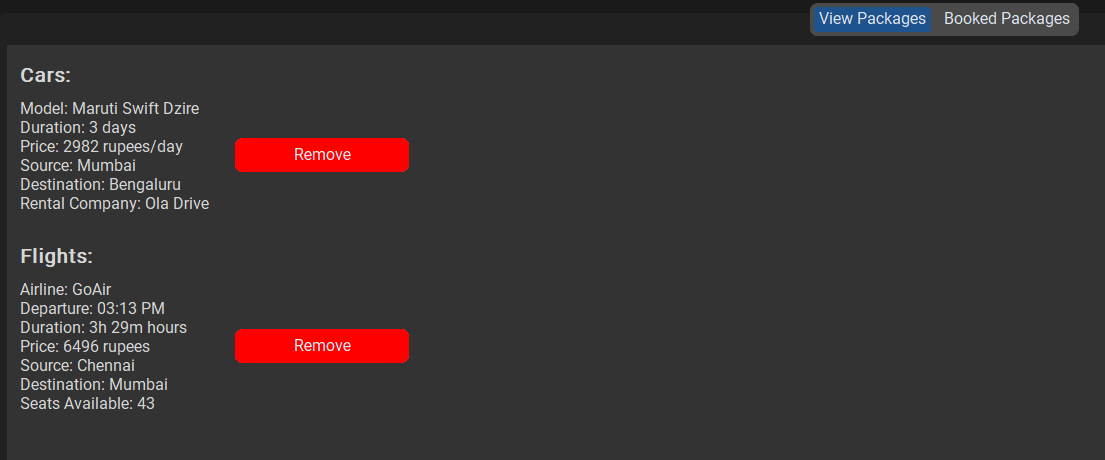 View Packages
Booked Packages
Cars:
Model: Maruti Swift Dzire
Duration: 3 days
Price: 2982 rupees/day
Source: Mumbai
Destination: Bengaluru
Rental Company: Ola Drive
Remove
Flights:
Airline: GoAir
Departure: 03:13 PM
Duration: 3h 29m hours
Price: 6496 rupees
Source: Chennai
Destination: Mumbai
Seats Available: 43
Remove